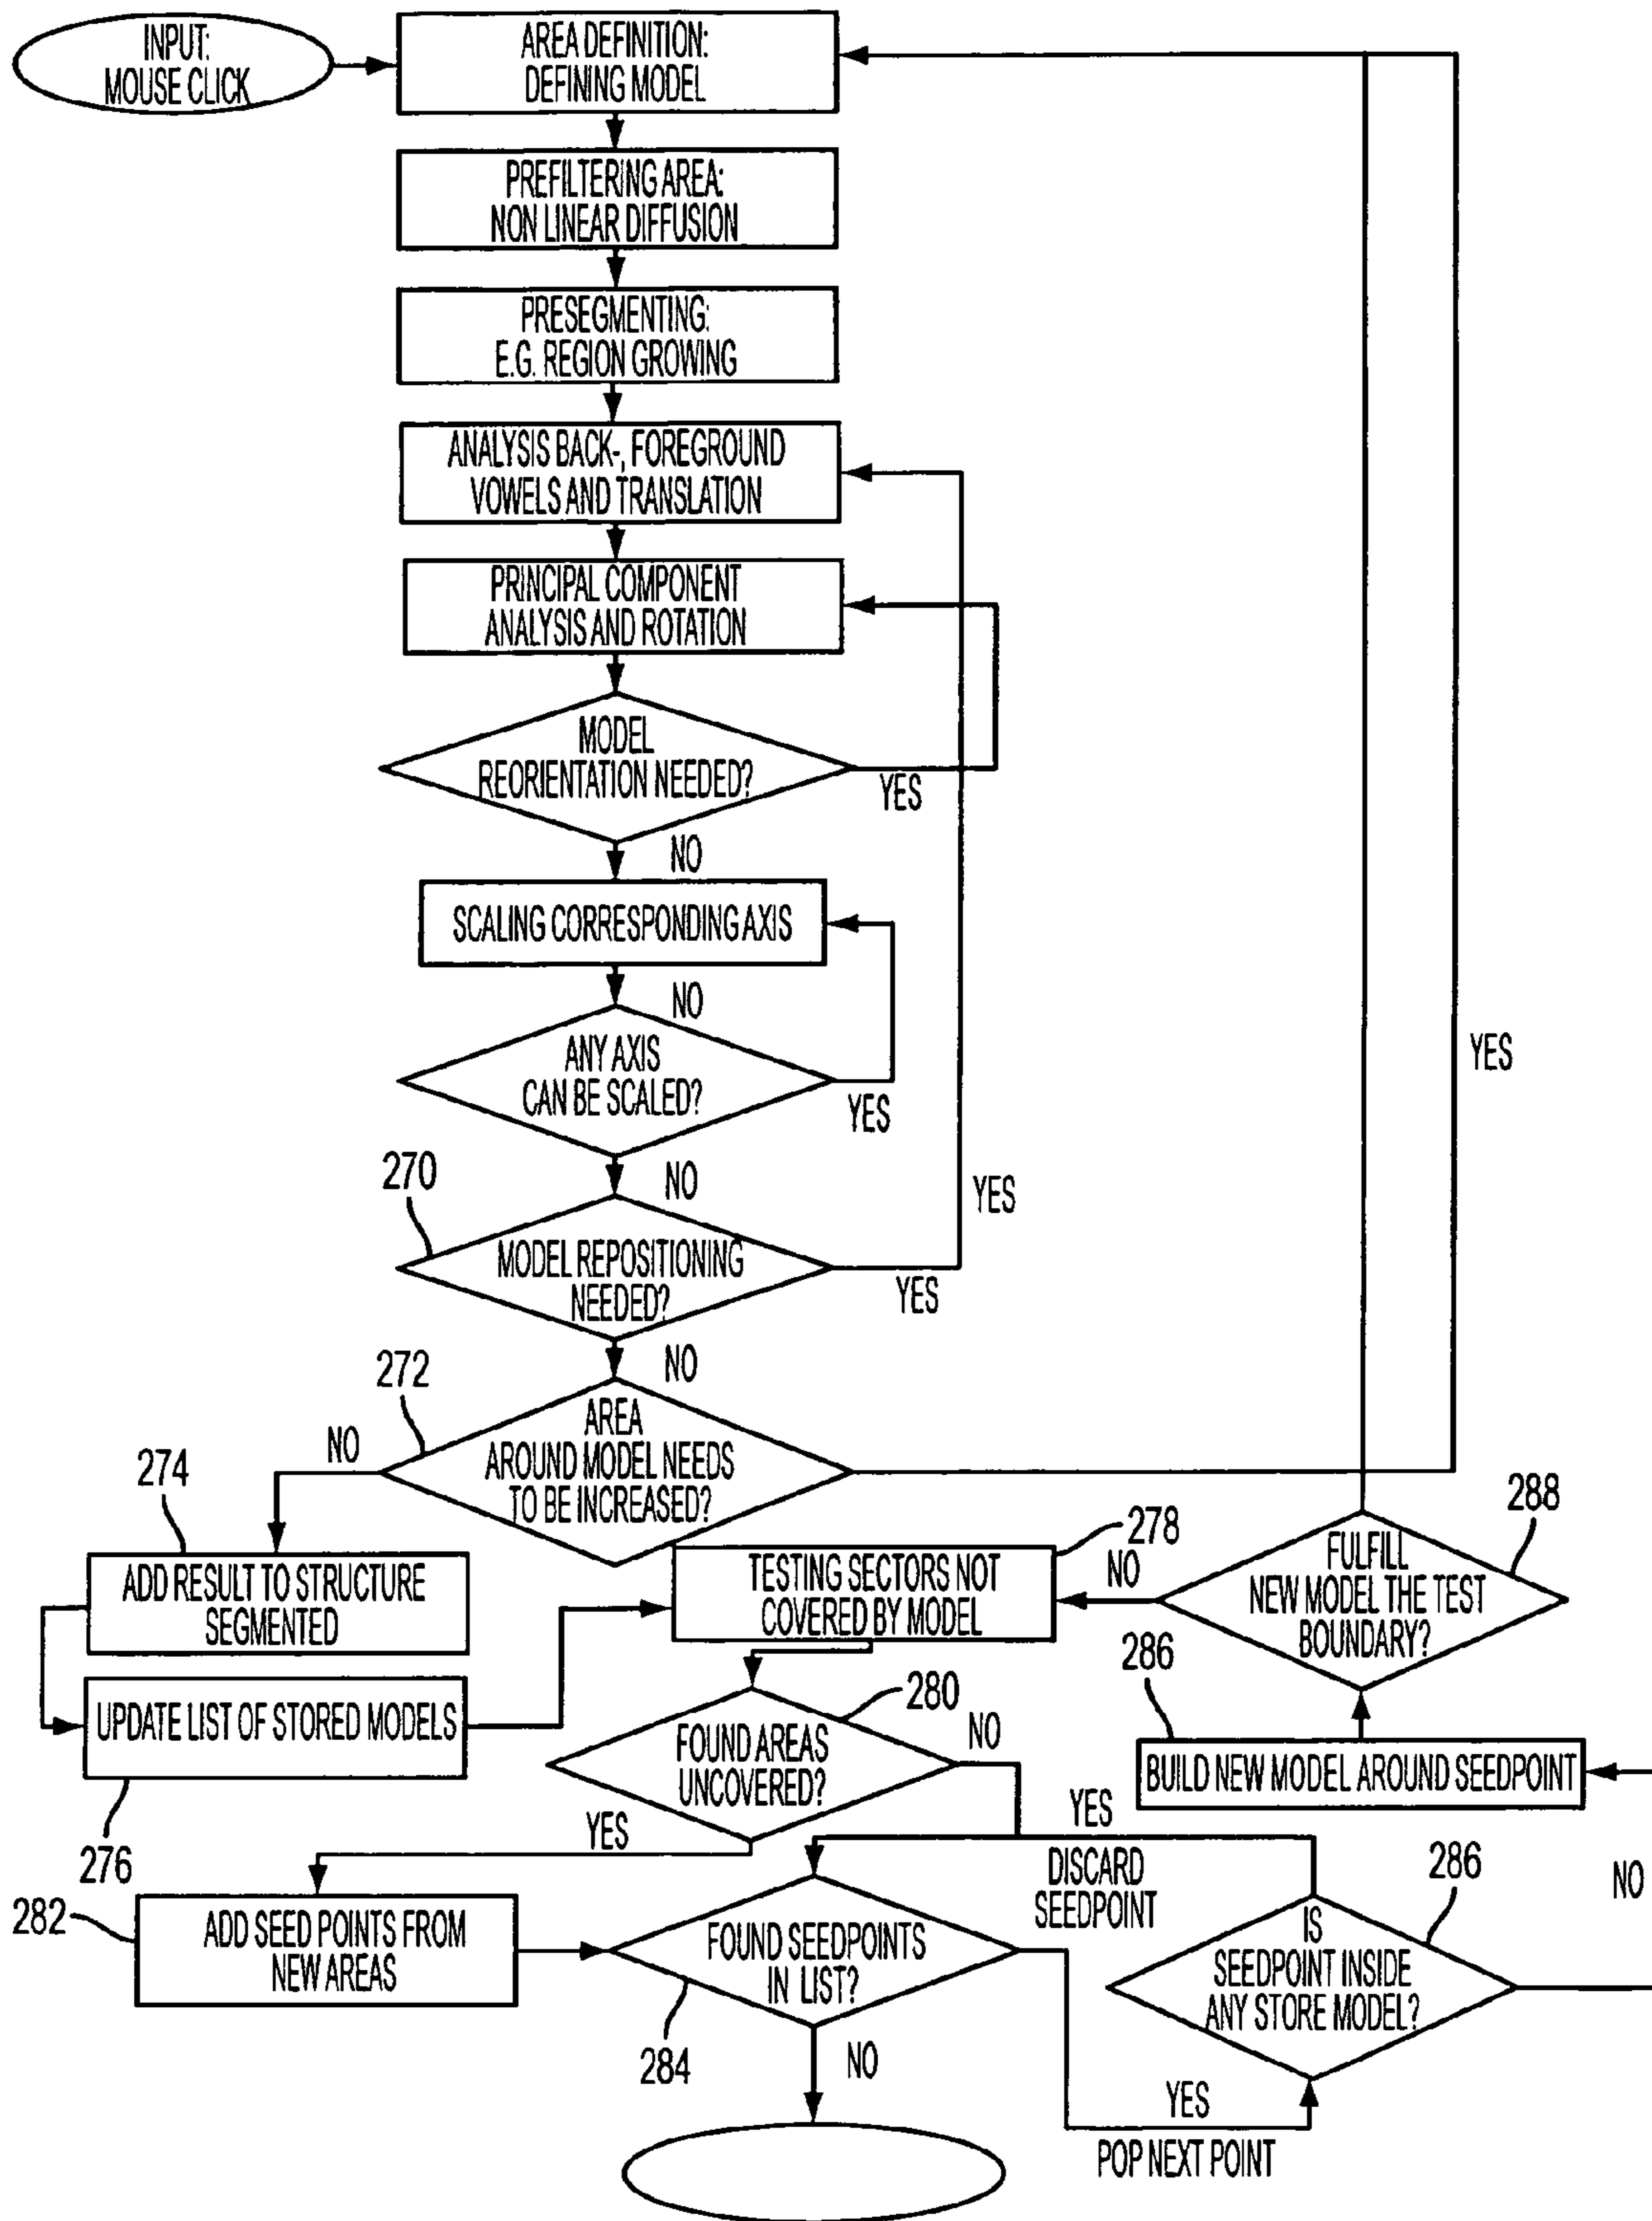 INPUT:
MOUSE CLICK
AREA DEFINITION:
DEFINING MODEL
PREFILTERING AREA:
NON LINEAR DIFFUSION
PRESEGMENTING:
E.G. REGION GROWING
ANALYSIS BACK-, FOREGROUND
VOWELS AND TRANSLATION
PRINCIPAL COMPONENT
ANALYSIS AND ROTATION
MODEL
REORIENTATION NEEDED?
YES
NO
SCALING CORRESPONDING AXIS
NO
ANY AXIS
CAN BE SCALED?
YES
YES
270
NO
YES
MODEL REPOSITIONING
NEEDED?
YES
272
NO
AREA
AROUND MODEL NEEDS
TO BE INCREASED?
NO
274
ADD RESULT TO STRUCTURE
SEGMENTED
278
TESTING SECTORS NOT
COVERED BY MODEL
NO
288
FULFILL
NEW MODEL THE TEST
BOUNDARY?
286
UPDATE LIST OF STORED MODELS
276
280
FOUND AREAS
UNCOVERED?
NO
YES
BUILD NEW MODEL AROUND SEEDPOINT
YES
DISCARD
SEEDPOINT
286
NO
282
ADD SEED POINTS FROM
NEW AREAS
FOUND SEEDPOINTS
IN LIST?
284
NO
IS
SEEDPOINT INSIDE
ANY STORE MODEL?
YES
POP NEXT POINT